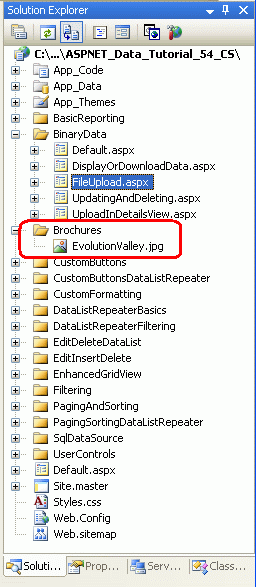 Solution Explorer
C:\...\ASPNET_Data_Tutorial_54_CS\
App_Code
App_Data
App_Themes
BasicReporting
BinaryData
Default.aspx
DisplayOrDownloadData.aspx
FileUpload.aspx
UpdatingAndDeleting.aspx
UploadInDetailsView.aspx
Brochures
EvolutionValley.jpg
CustomButtons
CustomButtonsDataListRepeater
CustomFormatting
DataListRepeaterBasics
DataListRepeaterFiltering
EditDeleteDataList
EditInsertDelete
EnhancedGridView
Filtering
PagingAndSorting
PagingSortingDataListRepeater
SqlDataSource
UserControls
Default.aspx
Site.master
Styles.css
Web.Config
Web.sitemap
Soluti... Prop... Serv... Class...